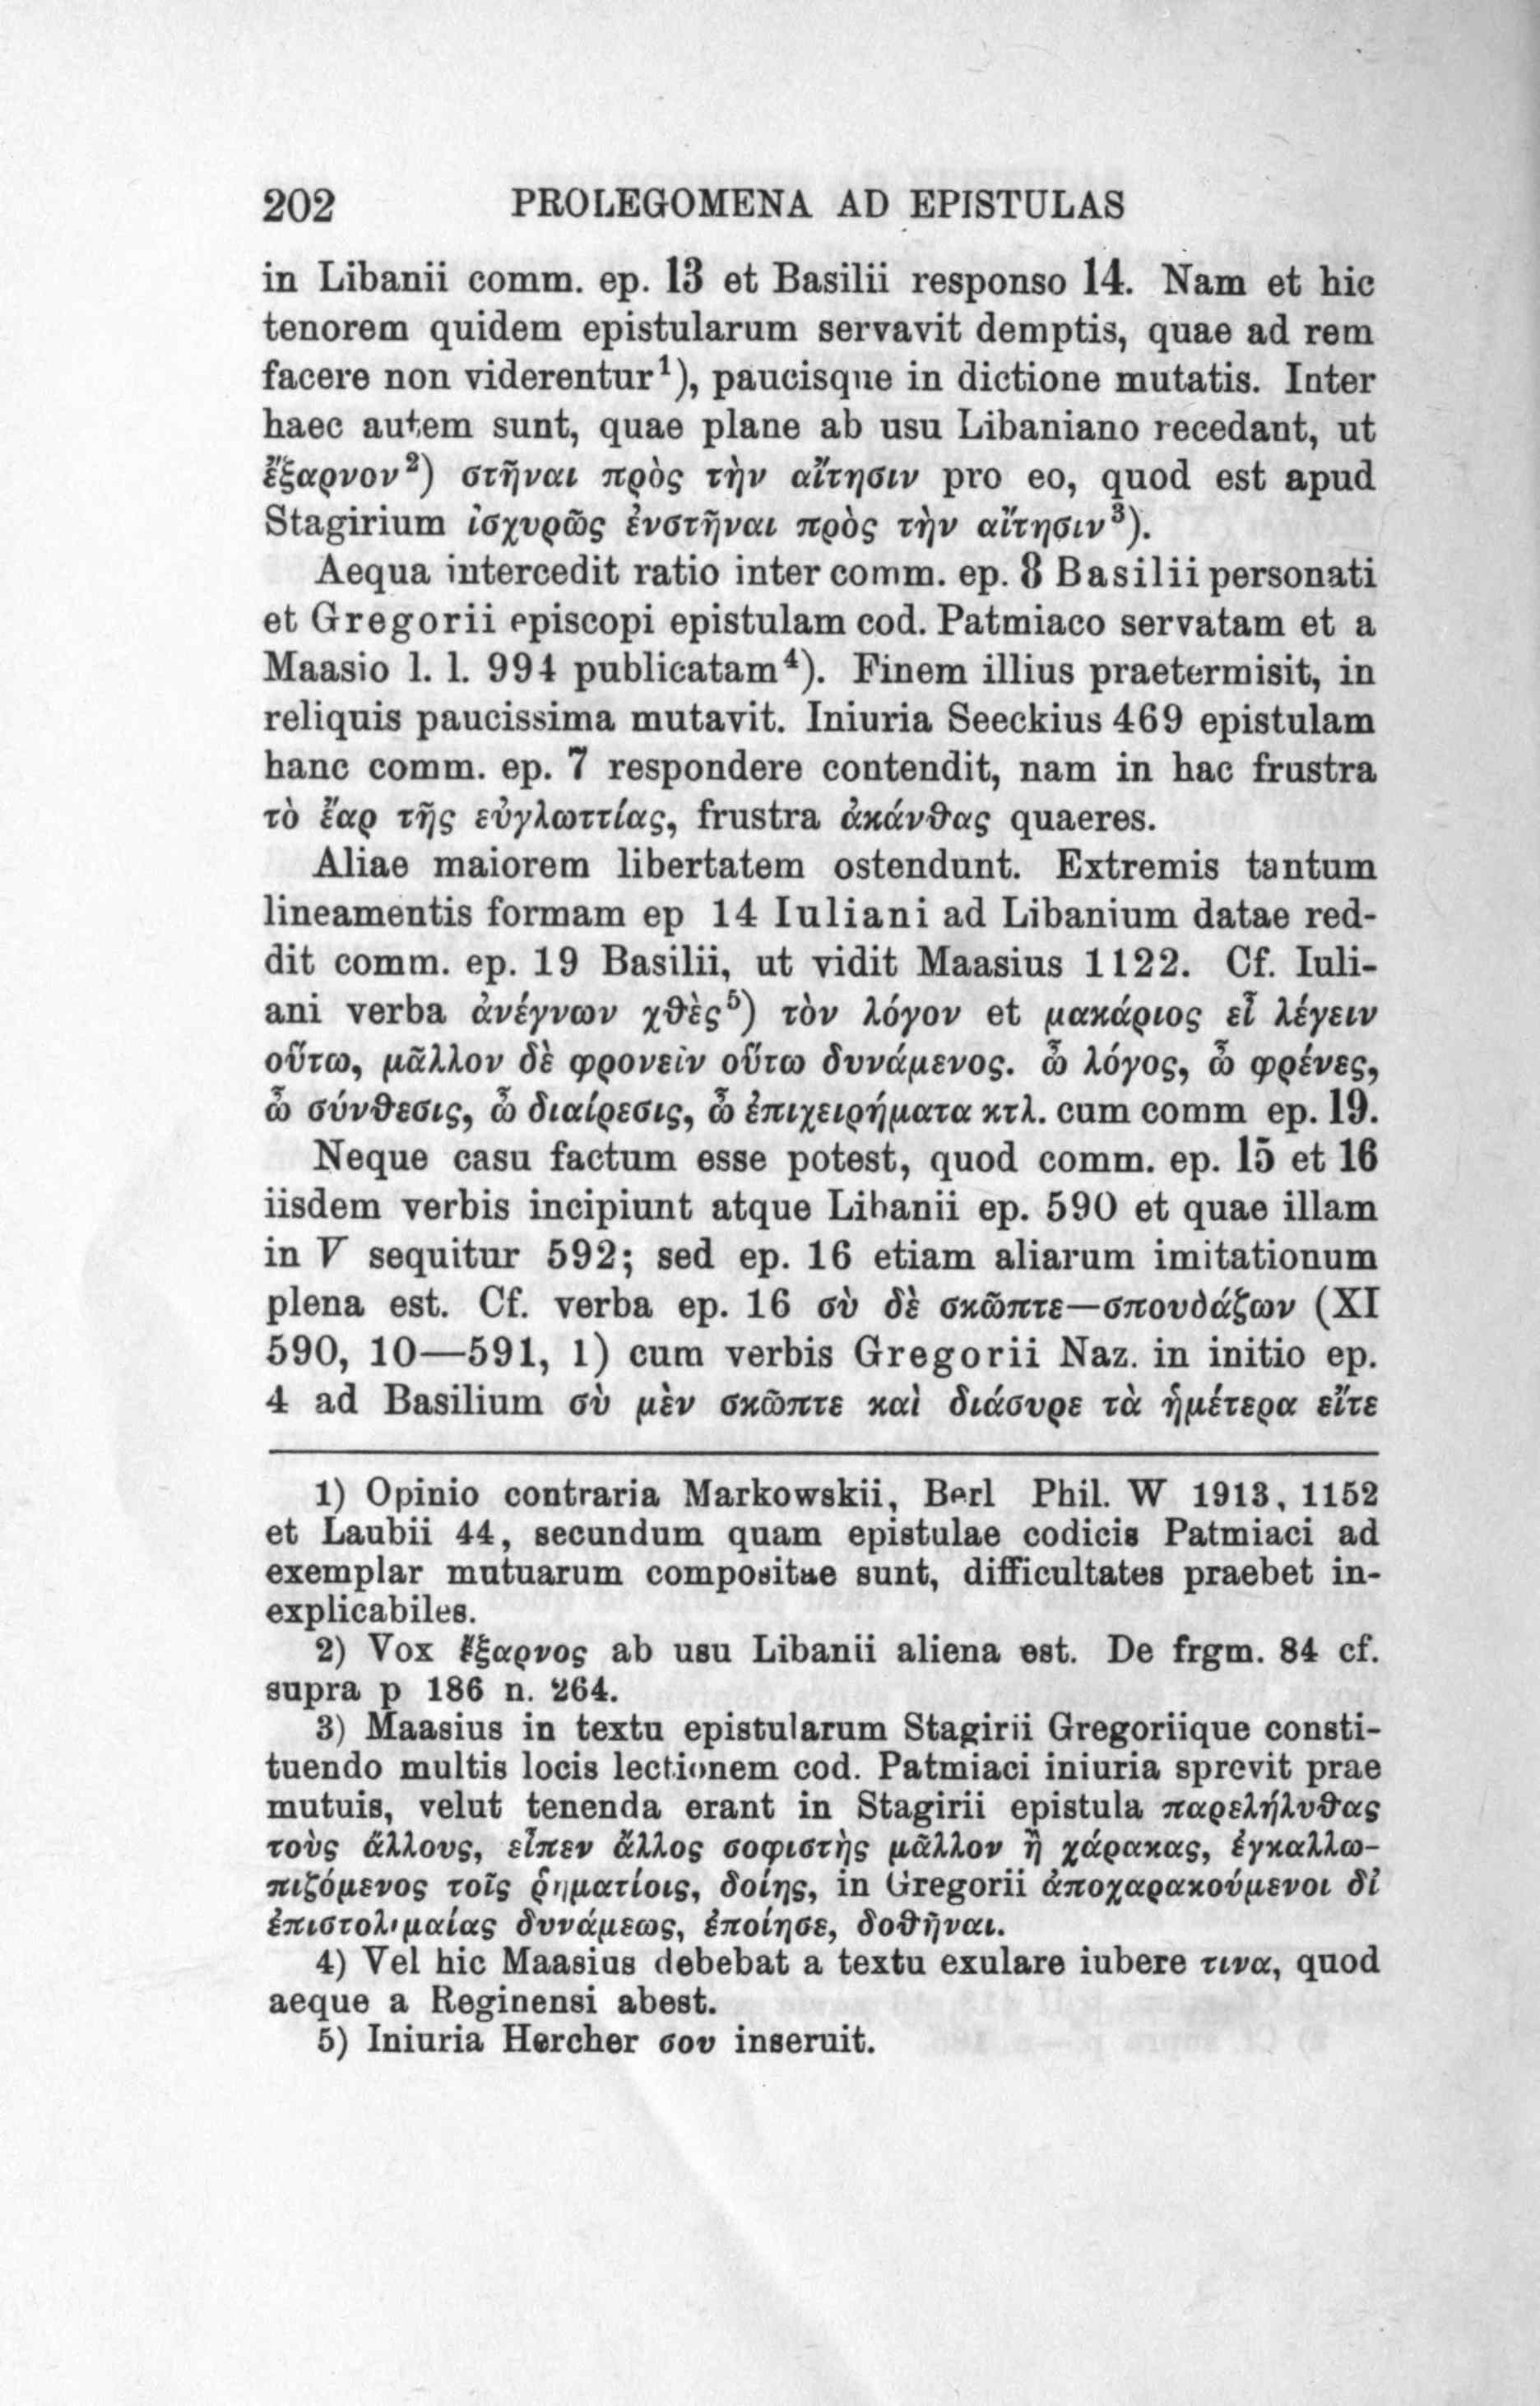 202 PROLEGOMENA AD EPISTULAS
in Libanii comm. ep. 13 et Basilii responso 14. Nam et hic
tenorem quidem epistularum servavit demptis, quae ad rem
facere non viderentur¹), paucisque in dictione mutatis. Inter
haec autem sunt, quae plane ab usu Libaniano recedant, ut
ἔξαρνον²) στῆναι πρὸς τὴν αἴτησιν pro eo, quod est apud
Stagirium ἰσχυρῶς ἐνστῆναι πρὸς τὴν αἴτησιν³).
Aequa intercedit ratio inter comm. ep. 8 Basilii personati
et Gregorii episcopi epistulam cod. Patmiaco servatam et a
Maasio l. l. 994 publicatam⁴). Finem illius praetermisit, in
reliquis paucissima mutavit. Iniuria Seeckius 469 epistulam
hanc comm. ep. 7 respondere contendit, nam in hac frustra
τὸ ἔαρ τῆς εὐγλωττίας, frustra ἀκάνθας quaeres.
Aliae maiorem libertatem ostendunt. Extremis tantum
lineamentis formam ep 14 Iuliani ad Libanium datae red-
dit comm. ep. 19 Basilii, ut vidit Maasius 1122. Cf. Iuli-
ani verba ἀνέγνων χθὲς⁵) τὸν λόγον et μακάριος εἶ λέγειν
οὕτω, μᾶλλον δὲ φρονεῖν οὕτω δυνάμενος. ὦ λόγος, ὦ φρένες,
ὦ σύνθεσις, ὦ διαίρεσις, ὦ ἐπιχειρήματα κτλ. cum comm ep. 19.
Neque casu factum esse potest, quod comm. ep. 15 et 16
iisdem verbis incipiunt atque Libanii ep. 590 et quae illam
in V sequitur 592; sed ep. 16 etiam aliarum imitationum
plena est. Cf. verba ep. 16 σὺ δὲ σκῶπτε—σπουδάζων (XI
590, 10—591, 1) cum verbis Gregorii Naz. in initio ep.
4 ad Basilium σὺ μὲν σκῶπτε καὶ διάσυρε τὰ ἡμέτερα εἴτε
1) Opinio contraria Markowskii, Berl Phil. W 1913, 1152
et Laubii 44, secundum quam epistulae codicis Patmiaci ad
exemplar mutuarum compositae sunt, difficultates praebet in-
explicabiles.
2) Vox ἔξαρνος ab usu Libanii aliena est. De frgm. 84 cf.
supra p 186 n. 264.
3) Maasius in textu epistularum Stagirii Gregoriique consti-
tuendo multis locis lectionem cod. Patmiaci iniuria sprevit prae
mutuis, velut tenenda erant in Stagirii epistula παρελήλυθας
τοὺς ἄλλους, εἶπεν ἄλλος σοφιστὴς μᾶλλον ἢ χάρακας, ἐγκαλλω-
πιζόμενος τοῖς ῥηματίοις, δοίης, in Gregorii ἀποχαρακούμενοι δι'
ἐπιστολιμαίας δυνάμεως, ἐποίησε, δοθῆναι.
4) Vel hic Maasius debebat a textu exulare iubere τινα, quod
aeque a Reginensi abest.
5) Iniuria Hercher σου inseruit.